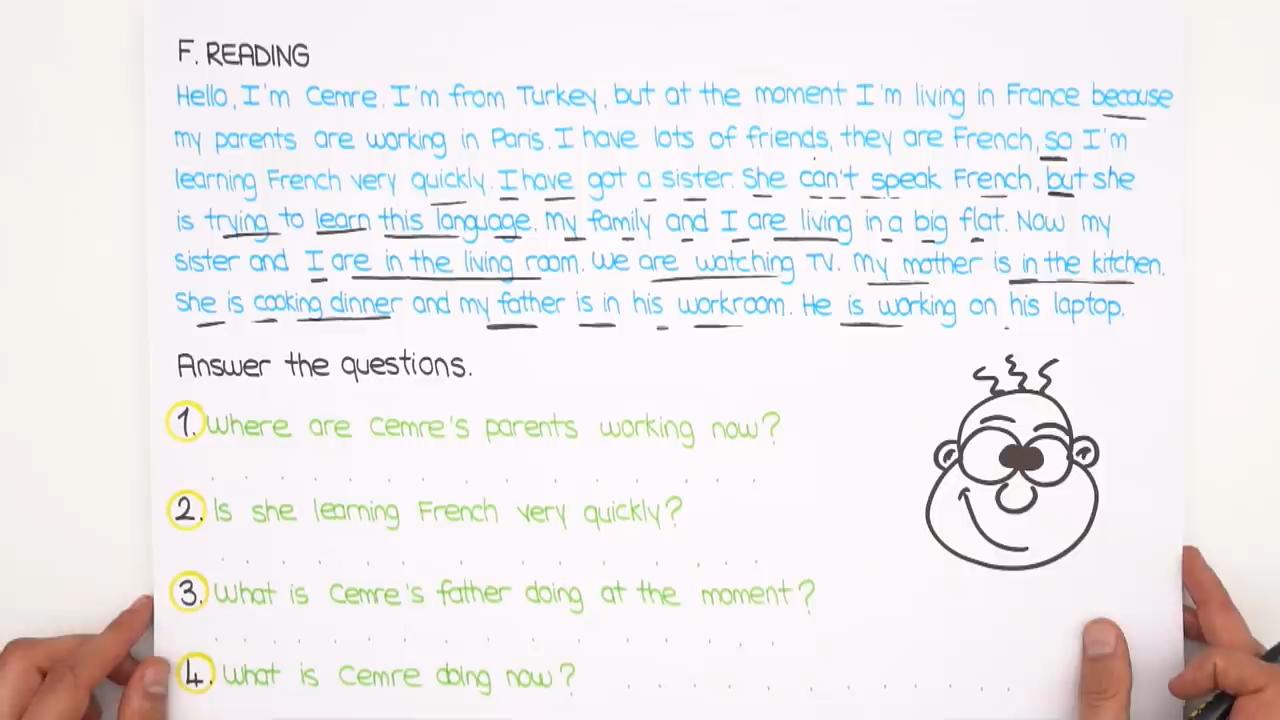 F. READING
Hello, I'm Cemre. I'm from Turkey, but at the moment I'm living in France because
my parents are working in Paris. I have lots of friends, they are French, so I'm
learning French very quickly. I have got a sister. She can't speak French, but she
is trying to learn this language. My family and I are living in a big flat. Now my
sister and I are in the living room. We are watching TV. My mother is in the kitchen.
She is cooking dinner and my father is in his workroom. He is working on his laptop.
Answer the questions.
1. Where are Cemre's parents working now?
2. Is she learning French very quickly?
3. What is Cemre's father doing at the moment?
4. What is Cemre doing now?